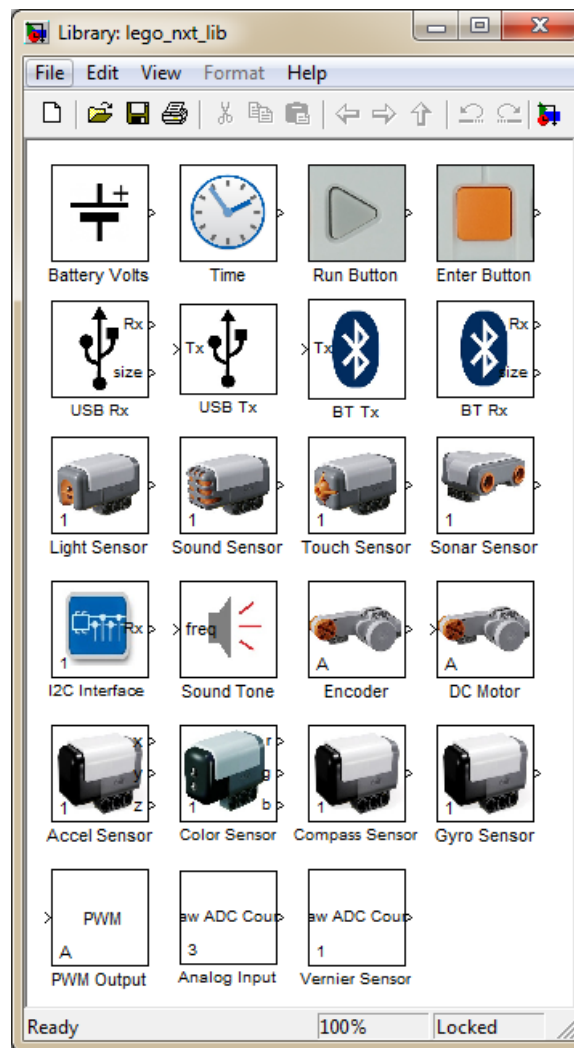 Library: lego_nxt_lib
File Edit View Format Help
+
Battery Volts Time Run Button Enter Button
Rx Tx Tx Rx
size size
USB Rx USB Tx BT Tx BT Rx
1 1 1 1
Light Sensor Sound Sensor Touch Sensor Sonar Sensor
Rx freq
1 A A
I2C Interface Sound Tone Encoder DC Motor
x r
y g
z b
1 1 1 1
Accel Sensor Color Sensor Compass Sensor Gyro Sensor
PWM aw ADC Cour aw ADC Cour
A 3 1
PWM Output Analog Input Vernier Sensor
Ready 100% Locked